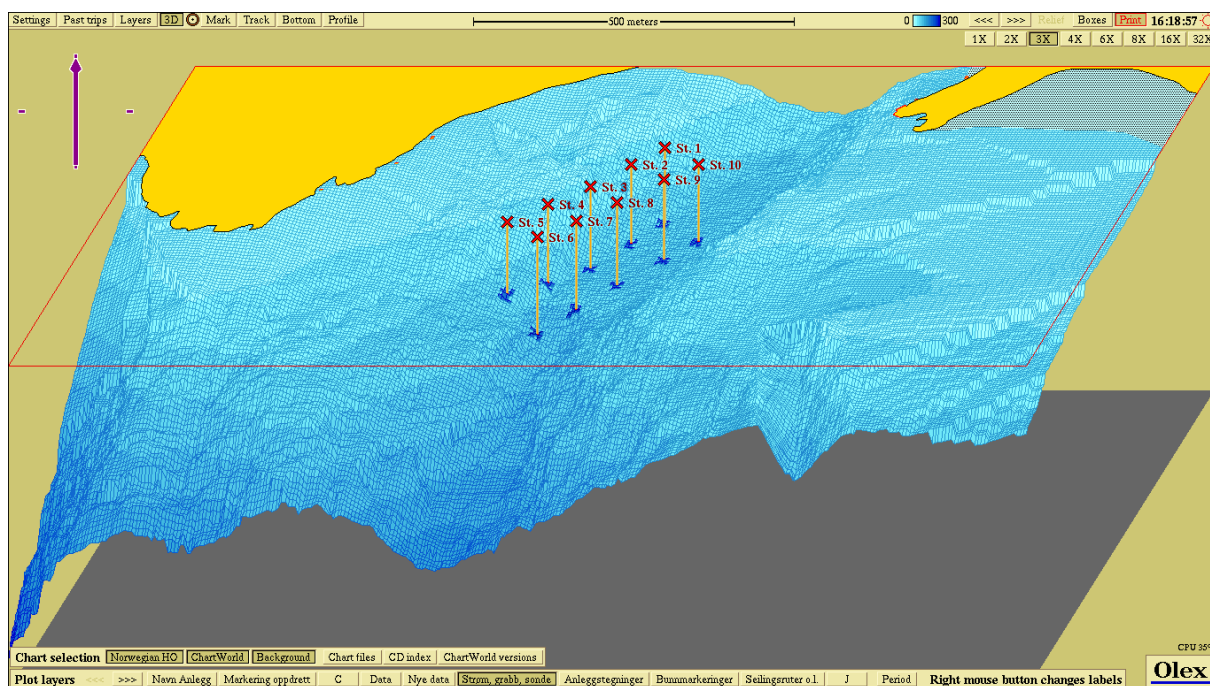 Settings Past trips Layers 3D Mark Track Bottom Profile 500 meters 0 300 <<< >>> Relief Boxes Print 16:18:57
1X 2X 3X 4X 6X 8X 16X 32X
St. 1
St. 2 St. 10
St. 9
St. 3
St. 4 St. 8
St. 5 St. 7
St. 6
CPU 35%
Chart selection Norwegian HO ChartWorld Background Chart files CD index ChartWorld versions
Plot layers <<< >>> Navn Anlegg Markering oppdrett C Data Nye data Strøm, grabb, sonde Anleggstegninger Bunnmarkeringer Seilingsruter o.l. J Period Right mouse button changes labels Olex